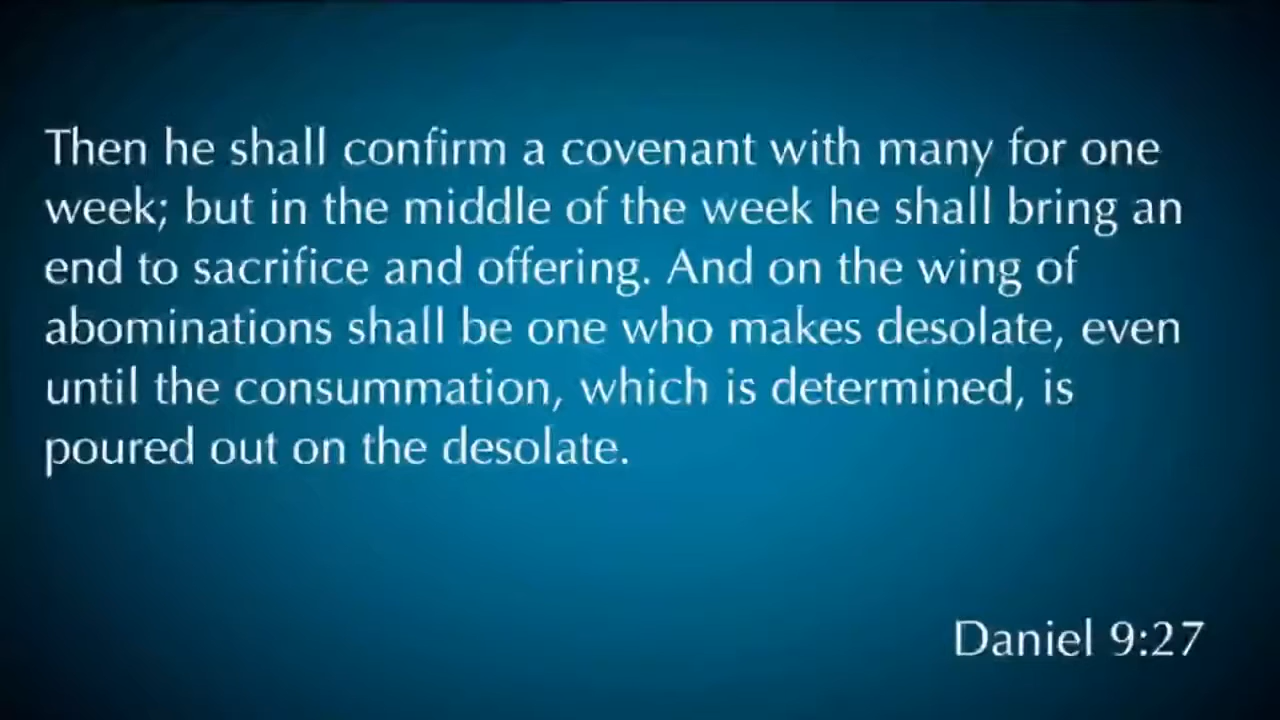 Then he shall confirm a covenant with many for one
week; but in the middle of the week he shall bring an
end to sacrifice and offering. And on the wing of
abominations shall be one who makes desolate, even
until the consummation, which is determined, is
poured out on the desolate.
Daniel 9:27